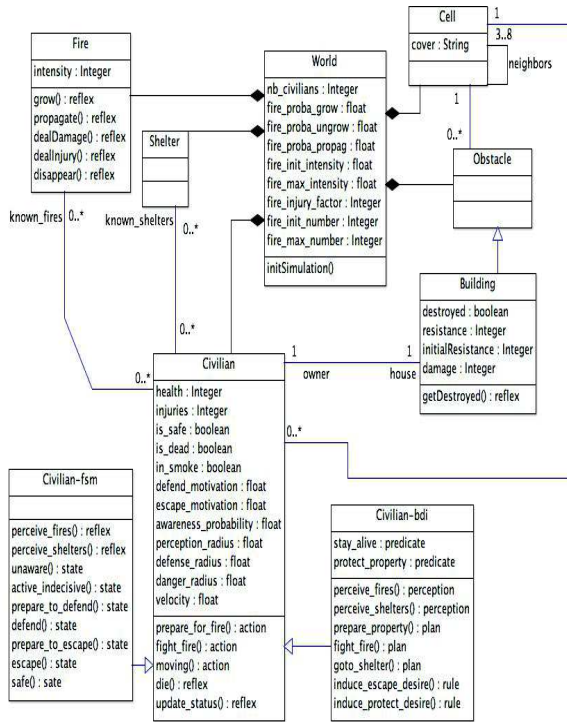 Fire
intensity : Integer
grow() : reflex
propagate() : reflex
dealDamage() : reflex
dealInjury() : reflex
disappear() : reflex
known_fires
0..*
Shelter
known_shelters
0..*
World
nb_civilians : Integer
fire_proba_grow : float
fire_proba_ungrow : float
fire_proba_propag : float
fire_init_intensity : float
fire_max_intensity : float
fire_injury_factor : Integer
fire_init_number : Integer
fire_max_number : Integer
initSimulation()
Cell
cover : String
1
3..8
neighbors
1
0..*
Obstacle
Building
destroyed : boolean
resistance : Integer
initialResistance : Integer
damage : Integer
getDestroyed() : reflex
0..*
0..*
1
owner
1
house
0..*
Civilian
health : Integer
injuries : Integer
is_safe : boolean
is_dead : boolean
in_smoke : boolean
defend_motivation : float
escape_motivation : float
awareness_probability : float
perception_radius : float
defense_radius : float
danger_radius : float
velocity : float
prepare_for_fire() : action
fight_fire() : action
moving() : action
die() : reflex
update_status() : reflex
Civilian-fsm
perceive_fires() : reflex
perceive_shelters() : reflex
unaware() : state
active_indecisive() : state
prepare_to_defend() : state
defend() : state
prepare_to_escape() : state
escape() : state
safe() : sate
Civilian-bdi
stay_alive : predicate
protect_property : predicate
perceive_fires() : perception
perceive_shelters() : perception
prepare_property() : plan
fight_fire() : plan
goto_shelter() : plan
induce_escape_desire() : rule
induce_protect_desire() : rule